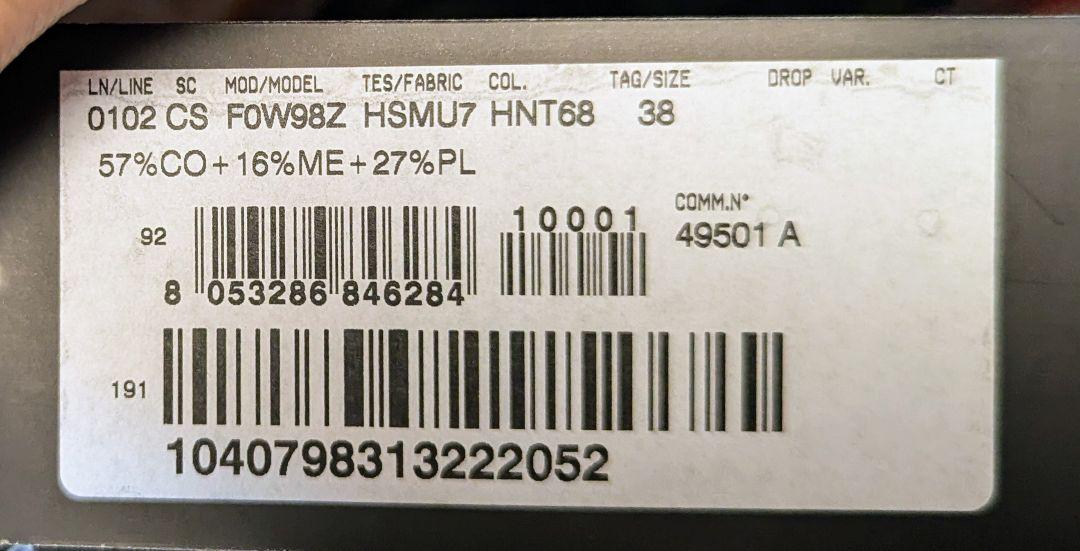 LN/LINE SC MOD/MODEL TES/FABRIC COL. TAG/SIZE DROP VAR. CT
0102 CS F0W98Z HSMU7 HNT68 38
57%CO+16%ME+27%PL
COMM.N°
92 10001 49501 A
8 053286 846284
191
1040798313222052